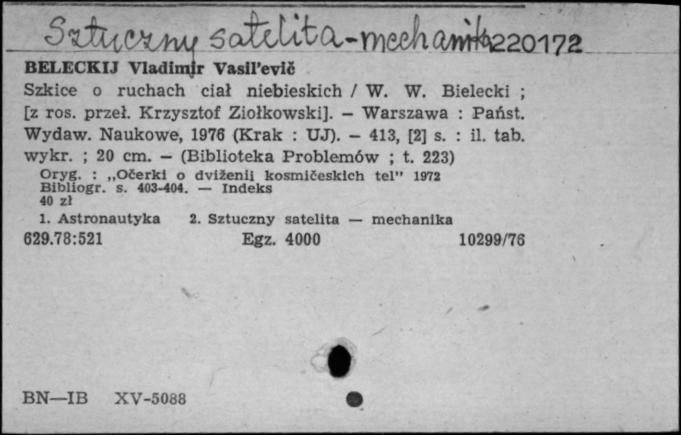 Sztuczny satelita-mechanika 220172
BELECKIJ Vladimir Vasil'evič
Szkice o ruchach ciał niebieskich / W. W. Bielecki ;
[z ros. przeł. Krzysztof Ziołkowski]. — Warszawa : Państ.
Wydaw. Naukowe, 1976 (Krak : UJ). — 413, [2] s. : il. tab.
wykr. ; 20 cm. — (Biblioteka Problemów ; t. 223)
Oryg. : „Očerki o dviženii kosmičeskich tel" 1972
Bibliogr. s. 403-404. — Indeks
40 zł
1. Astronautyka 2. Sztuczny satelita — mechanika
629.78:521 Egz. 4000 10299/76
BN—IB XV-5088